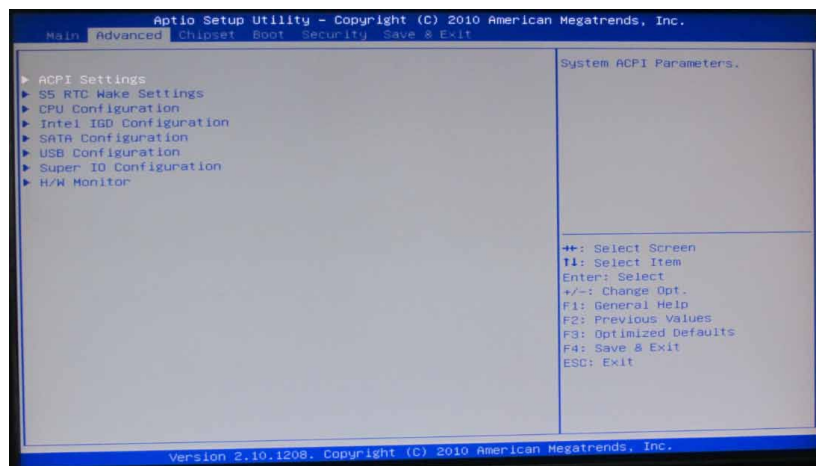 Aptio Setup Utility – Copyright (C) 2010 American Megatrends, Inc.
Main Advanced Chipset Boot Security Save & Exit
► ACPI Settings
► S5 RTC Wake Settings
► CPU Configuration
► Intel IGD Configuration
► SATA Configuration
► USB Configuration
► Super IO Configuration
► H/W Monitor
System ACPI Parameters.
→←: Select Screen
↑↓: Select Item
Enter: Select
+/-: Change Opt.
F1: General Help
F2: Previous Values
F3: Optimized Defaults
F4: Save & Exit
ESC: Exit
Version 2.10.1208. Copyright (C) 2010 American Megatrends, Inc.